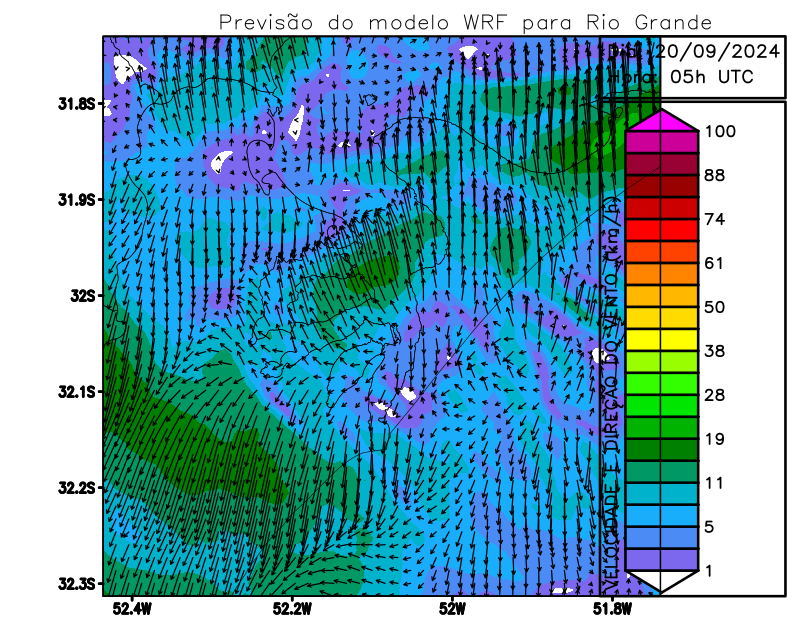 Previsão do modelo WRF para Rio Grande
Dia: 20/09/2024
Hora: 05h UTC
31.8S
31.9S
32S
32.1S
32.2S
32.3S
52.4W
52.2W
52W
51.8W
VELOCIDADE E DIREÇÃO DO VENTO (km/h)
100
88
74
61
50
38
28
19
11
5
1